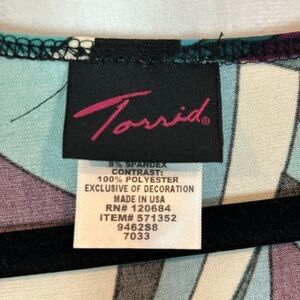 Torrid®
8% SPANDEX
CONTRAST:
100% POLYESTER
EXCLUSIVE OF DECORATION
MADE IN USA
RN# 120684
ITEM# 571352
9462S8
7033